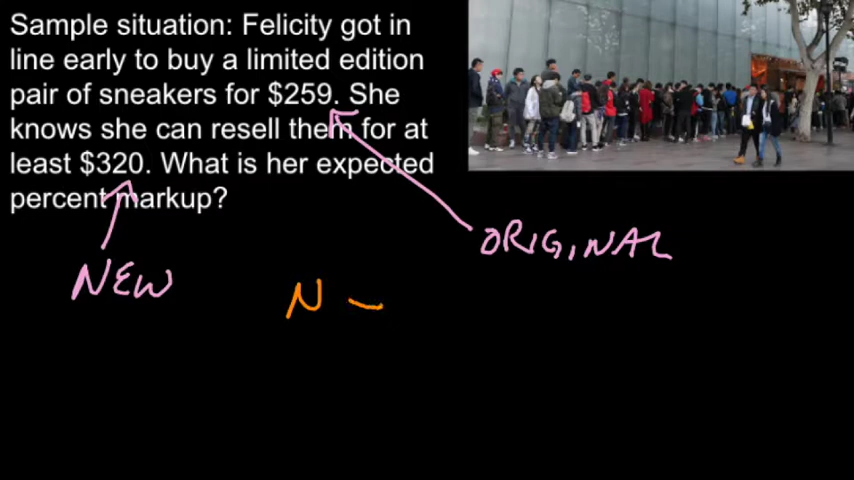 Sample situation: Felicity got in
line early to buy a limited edition
pair of sneakers for $259. She
knows she can resell them for at
least $320. What is her expected
percent markup?
ORIGINAL
NEW
N -